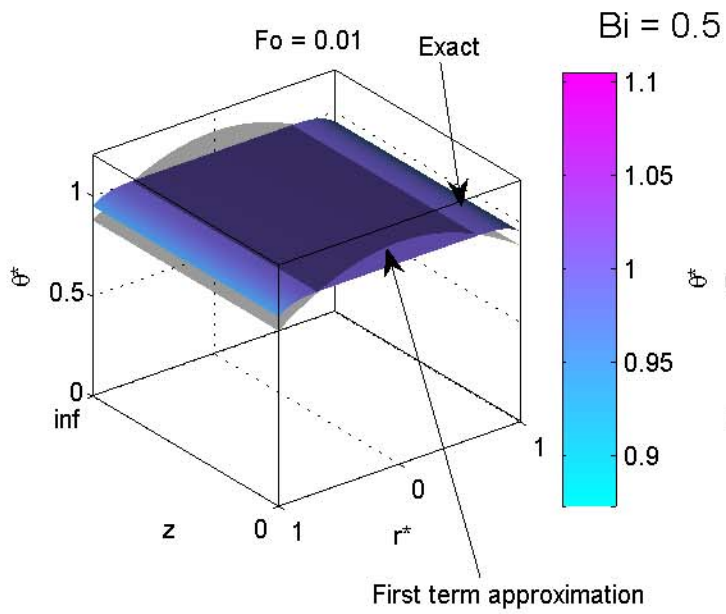 Bi = 0.5
Fo = 0.01
Exact
1.1
1.05
1
0.95
0.9
θ*
θ*
1
0.5
0
inf
z
0
1
r*
0
1
First term approximation